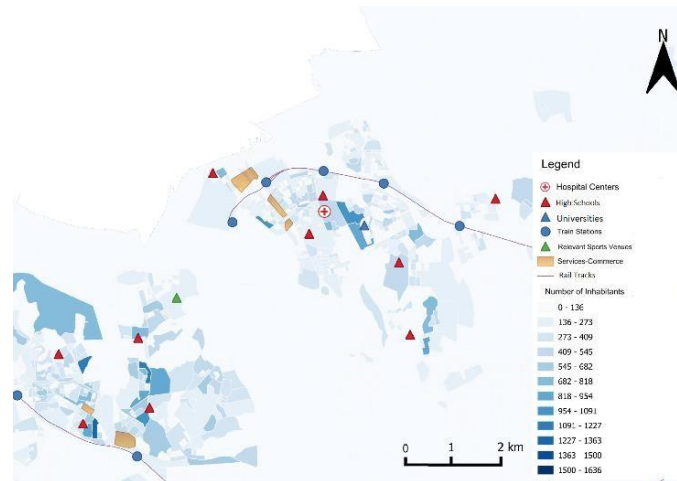 N
Legend
Hospital Centers
High Schools
Universities
Train Stations
Relevant Sports Venues
Services-Commerce
Rail Tracks
Number of Inhabitants
0 - 136
136 - 273
273 - 409
409 - 545
545 - 682
682 - 818
818 - 954
954 - 1091
1091 - 1227
1227 - 1363
1363 1500
1500 - 1636
0 1 2 km